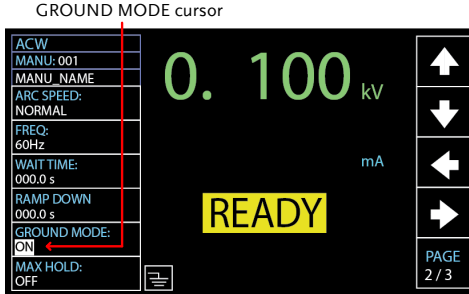 GROUND MODE cursor
ACW
MANU: 001
MANU_NAME
ARC SPEED:
NORMAL
FREQ:
60Hz
WAIT TIME:
000.0 s
RAMP DOWN
000.0 s
GROUND MODE:
ON
MAX HOLD:
OFF
0. 100 kV
mA
READY
PAGE
2 / 3